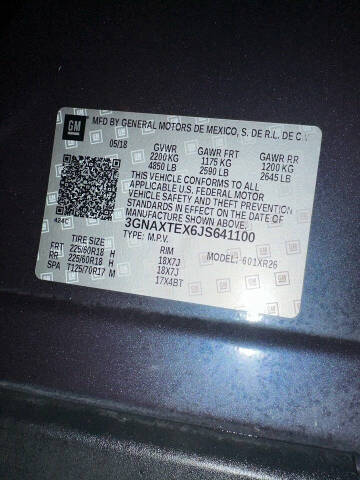 GM MFD BY GENERAL MOTORS DE MEXICO, S. DE R.L. DE C.V.
05/18 GVWR GAWR FRT GAWR RR
2200 KG 1175 KG 1200 KG
4850 LB 2590 LB 2645 LB
THIS VEHICLE CONFORMS TO ALL
APPLICABLE U.S. FEDERAL MOTOR
VEHICLE SAFETY AND THEFT PREVENTION
STANDARDS IN EFFECT ON THE DATE OF
MANUFACTURE SHOWN ABOVE.
424C 3GNAXTEX6JS641100
TYPE: M.P.V. MODEL: 601XR26
TIRE SIZE RIM
FRT 225/60R18 H 18X7J
RR 225/60R18 H 18X7J
SPA T125/70R17 M 17X4BT